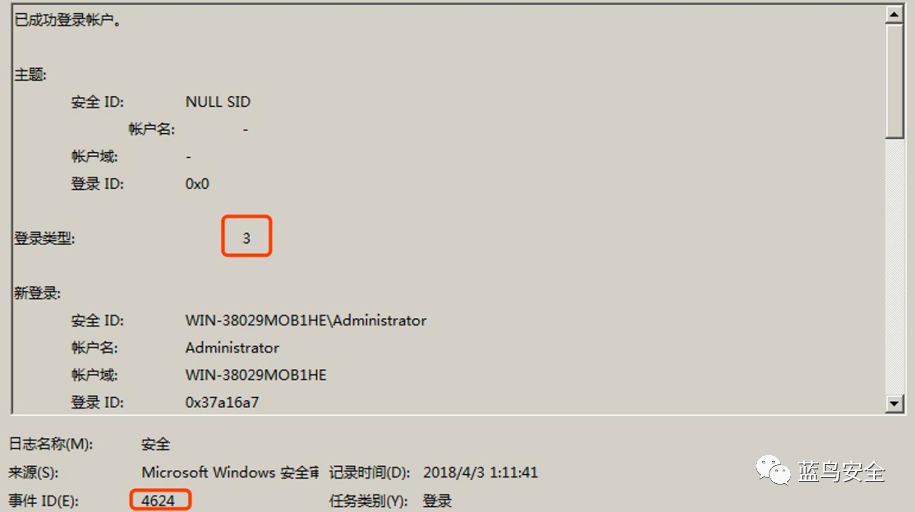 已成功登录帐户。
主题:
安全 ID: NULL SID
帐户名: -
帐户域: -
登录 ID: 0x0
登录类型: 3
新登录:
安全 ID: WIN-38029MOB1HE\Administrator
帐户名: Administrator
帐户域: WIN-38029MOB1HE
登录 ID: 0x37a16a7
日志名称(M): 安全
来源(S): Microsoft Windows 安全审 记录时间(D): 2018/4/3 1:11:41
事件 ID(E): 4624 任务类别(Y): 登录
蓝鸟安全